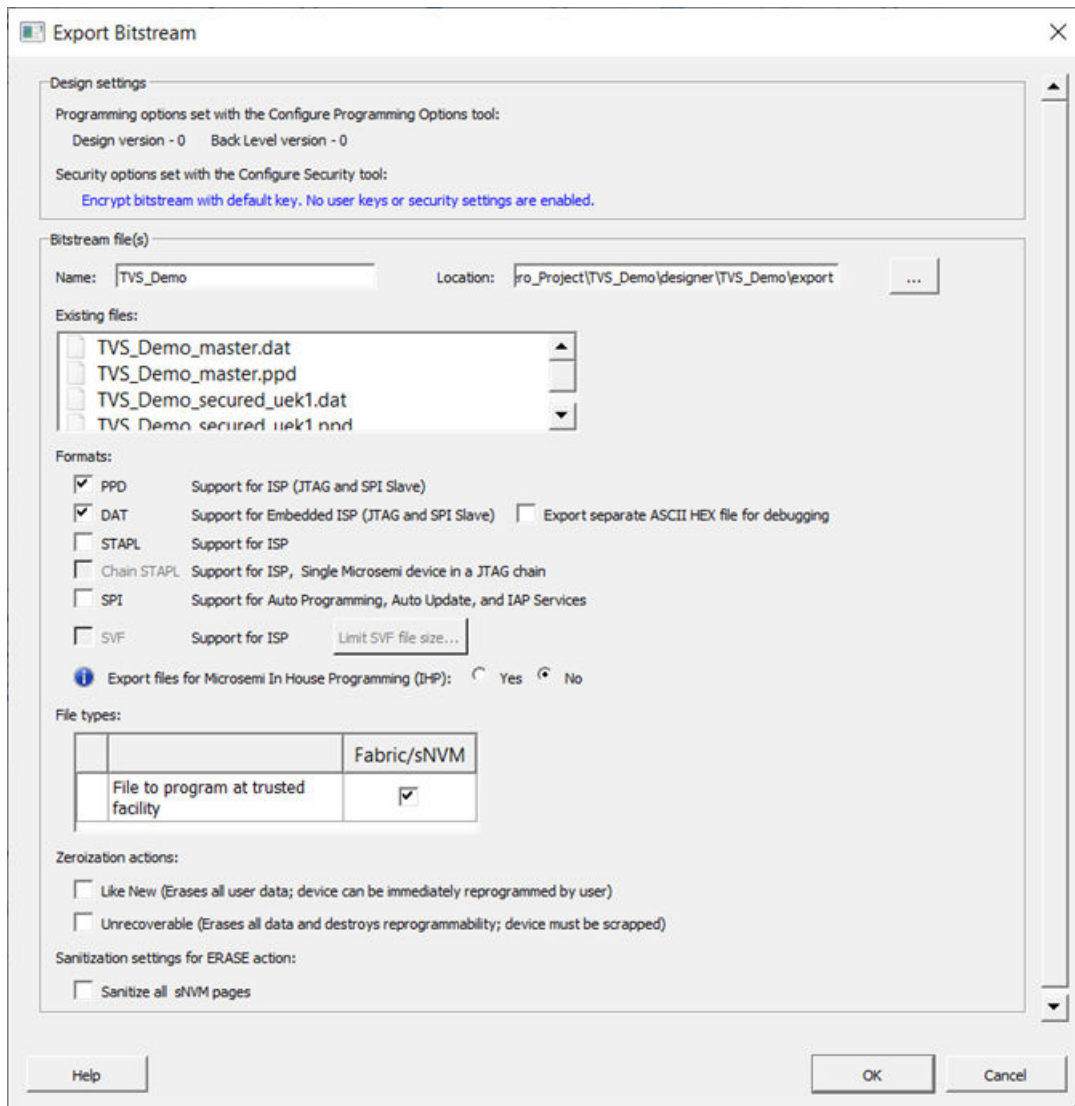 Export Bitstream
Design settings
Programming options set with the Configure Programming Options tool:
Design version - 0 Back Level version - 0
Security options set with the Configure Security tool:
Encrypt bitstream with default key. No user keys or security settings are enabled.
Bitstream file(s)
Name: TVS_Demo Location: ro_Project\TVS_Demo\designer\TVS_Demo\export ...
Existing files:
TVS_Demo_master.dat
TVS_Demo_master.ppd
TVS_Demo_secured_uek1.dat
TVS_Demo_secured_uek1.ppd
Formats:
PPD Support for ISP (JTAG and SPI Slave)
DAT Support for Embedded ISP (JTAG and SPI Slave) Export separate ASCII HEX file for debugging
STAPL Support for ISP
Chain STAPL Support for ISP, Single Microsemi device in a JTAG chain
SPI Support for Auto Programming, Auto Update, and IAP Services
SVF Support for ISP Limit SVF file size...
Export files for Microsemi In House Programming (IHP): Yes No
File types:
Fabric/sNVM
File to program at trusted
facility
Zeroization actions:
Like New (Erases all user data; device can be immediately reprogrammed by user)
Unrecoverable (Erases all data and destroys reprogrammability; device must be scrapped)
Sanitization settings for ERASE action:
Sanitize all sNVM pages
Help OK Cancel